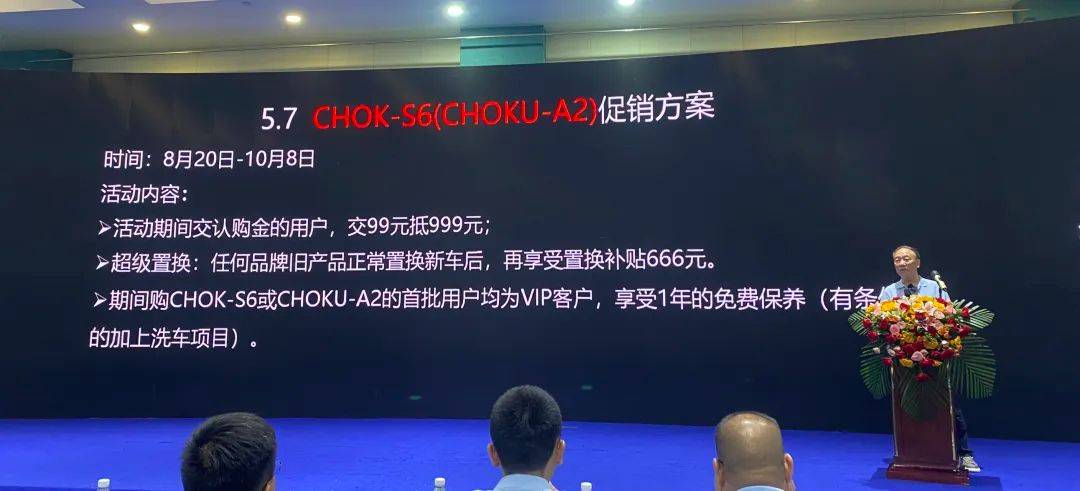 5.7 CHOK-S6(CHOKU-A2)促销方案
时间：8月20日-10月8日
活动内容：
➢活动期间交认购金的用户，交99元抵999元；
➢超级置换：任何品牌旧产品正常置换新车后，再享受置换补贴666元。
➢期间购CHOK-S6或CHOKU-A2的首批用户均为VIP客户，享受1年的免费保养（有条
的加上洗车项目）。